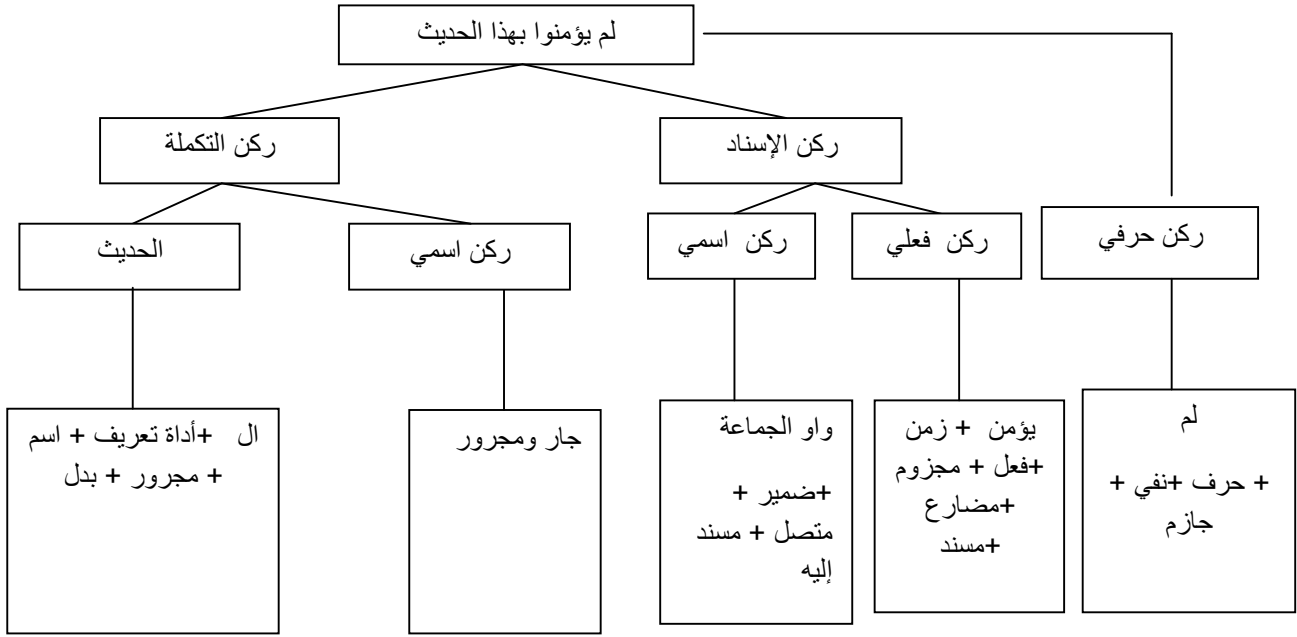 لم يؤمنوا بهذا الحديث
ركن الإسناد
ركن التكملة
ركن حرفي
ركن فعلي
ركن اسمي
ركن اسمي
الحديث
لم
+ حرف +نفي +
جازم
يؤمن + زمن
+فعل + مجزوم
+مضارع
+مسند
واو الجماعة
+ضمير +
متصل + مسند
إليه
جار ومجرور
ال +أداة تعريف + اسم
+ مجرور + بدل